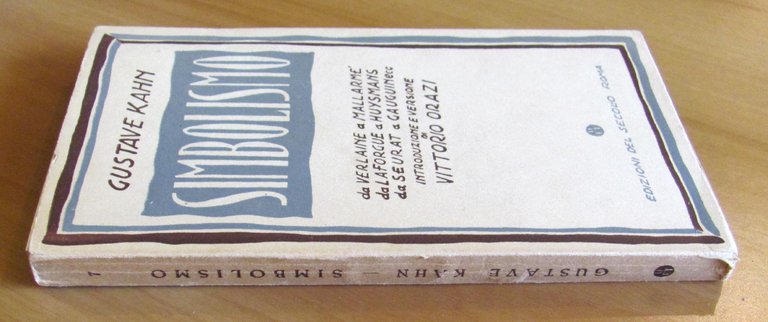 GUSTAVE KAHN
SIMBOLISMO
da VERLAINE a MALLARMÉ
da LAFORGUE a HUYSMANS
da SEURAT a GAUGUIN ecc
INTRODUZIONE E VERSIONE
DI
VITTORIO ORAZI
EDIZIONI DEL SECOLO ROMA
GUSTAVE KAHN — SIMBOLISMO